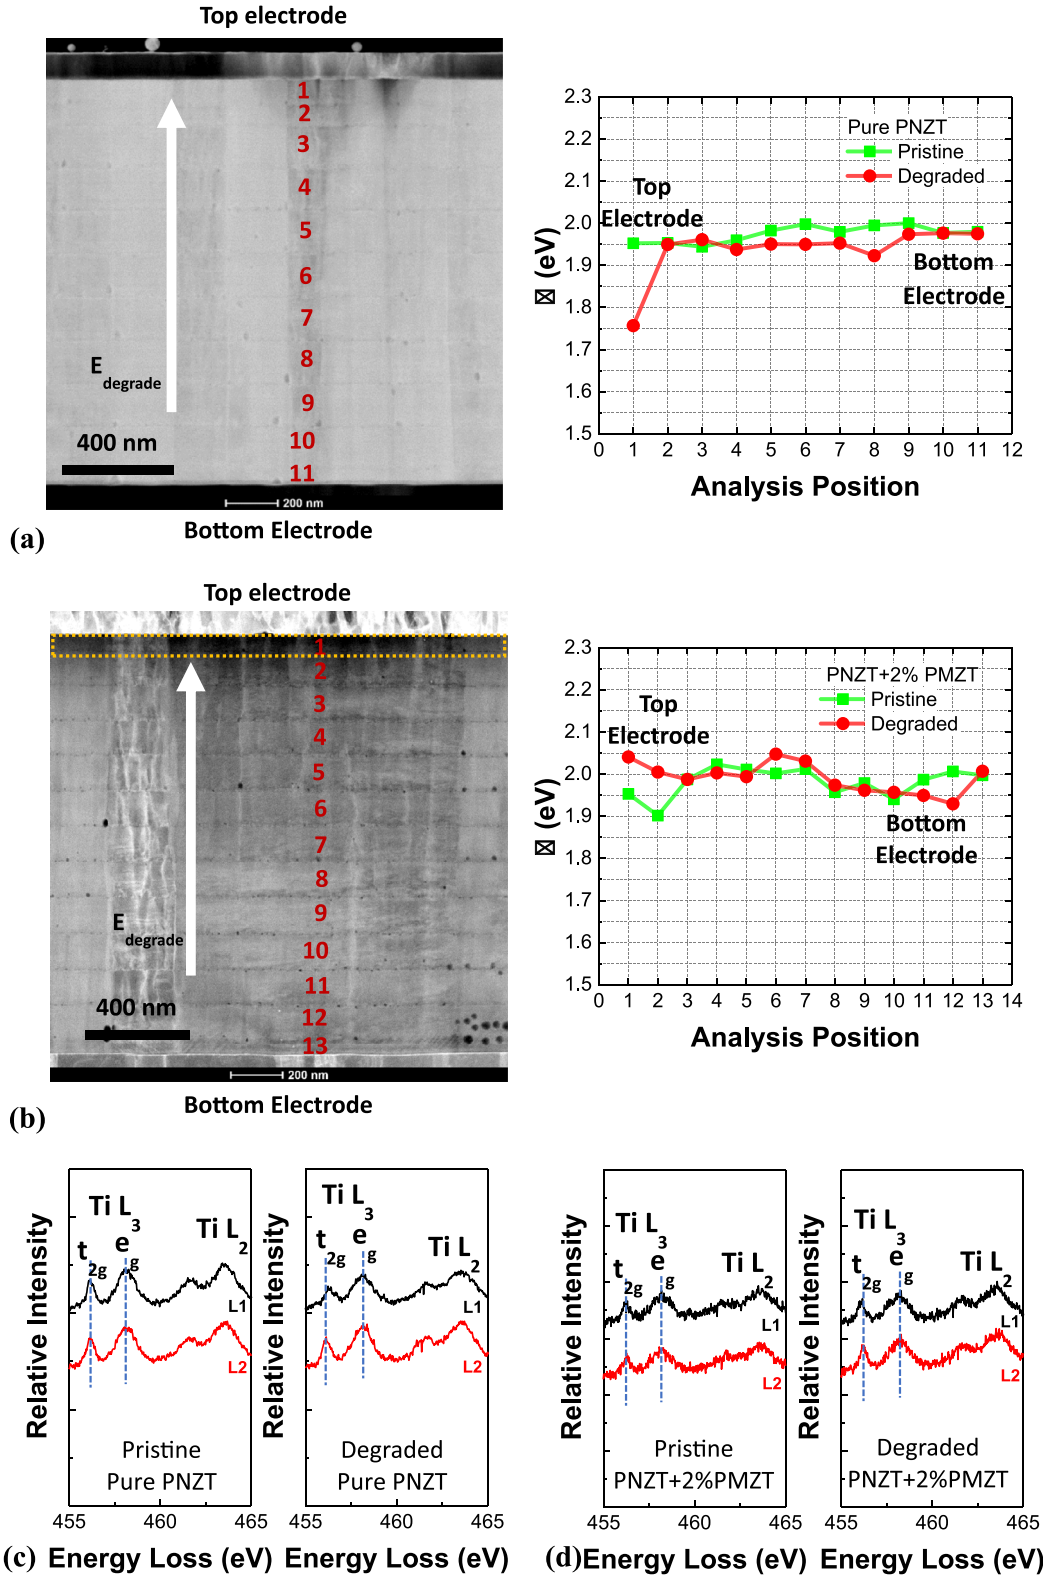 Top electrode
1
2
3
4
5
6
7
8
9
10
11
E degrade
400 nm
200 nm
Bottom Electrode
(a)
2.3
2.2
2.1
2.0
1.9
1.8
1.7
1.6
1.5
0 1 2 3 4 5 6 7 8 9 10 11 12
(eV)
Analysis Position
Pure PNZT
Pristine
Degraded
Top
Electrode
Bottom
Electrode
Top electrode
1
2
3
4
5
6
7
8
9
10
11
12
13
E degrade
400 nm
200 nm
Bottom Electrode
(b)
2.3
2.2
2.1
2.0
1.9
1.8
1.7
1.6
1.5
0 1 2 3 4 5 6 7 8 9 10 11 12 13 14
(eV)
Analysis Position
PNZT+2% PMZT
Pristine
Degraded
Top
Electrode
Bottom
Electrode
Relative Intensity
Ti L3
Ti L2
t2g
eg
L1
L2
Pristine
Pure PNZT
455 460 465
Relative Intensity
Ti L3
Ti L2
t2g
eg
L1
L2
Degraded
Pure PNZT
455 460 465
(c) Energy Loss (eV) Energy Loss (eV)
Relative Intensity
Ti L3
Ti L2
t2g
eg
L1
L2
Pristine
PNZT+2%PMZT
455 460 465
Relative Intensity
Ti L3
Ti L2
t2g
eg
L1
L2
Degraded
PNZT+2%PMZT
460 465
(d) Energy Loss (eV) Energy Loss (eV)